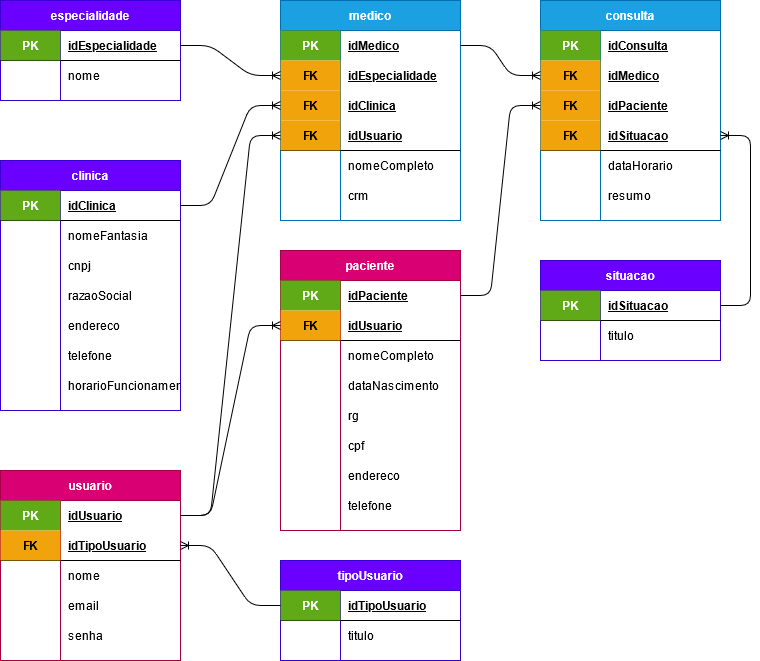 especialidade
PK idEspecialidade
nome
medico
PK idMedico
FK idEspecialidade
FK idClinica
FK idUsuario
nomeCompleto
crm
consulta
PK idConsulta
FK idMedico
FK idPaciente
FK idSituacao
dataHorario
resumo
clinica
PK idClinica
nomeFantasia
cnpj
razaoSocial
endereco
telefone
horarioFuncionamer
paciente
PK idPaciente
FK idUsuario
nomeCompleto
dataNascimento
rg
cpf
endereco
telefone
situacao
PK idSituacao
titulo
usuario
PK idUsuario
FK idTipoUsuario
nome
email
senha
tipoUsuario
PK idTipoUsuario
titulo